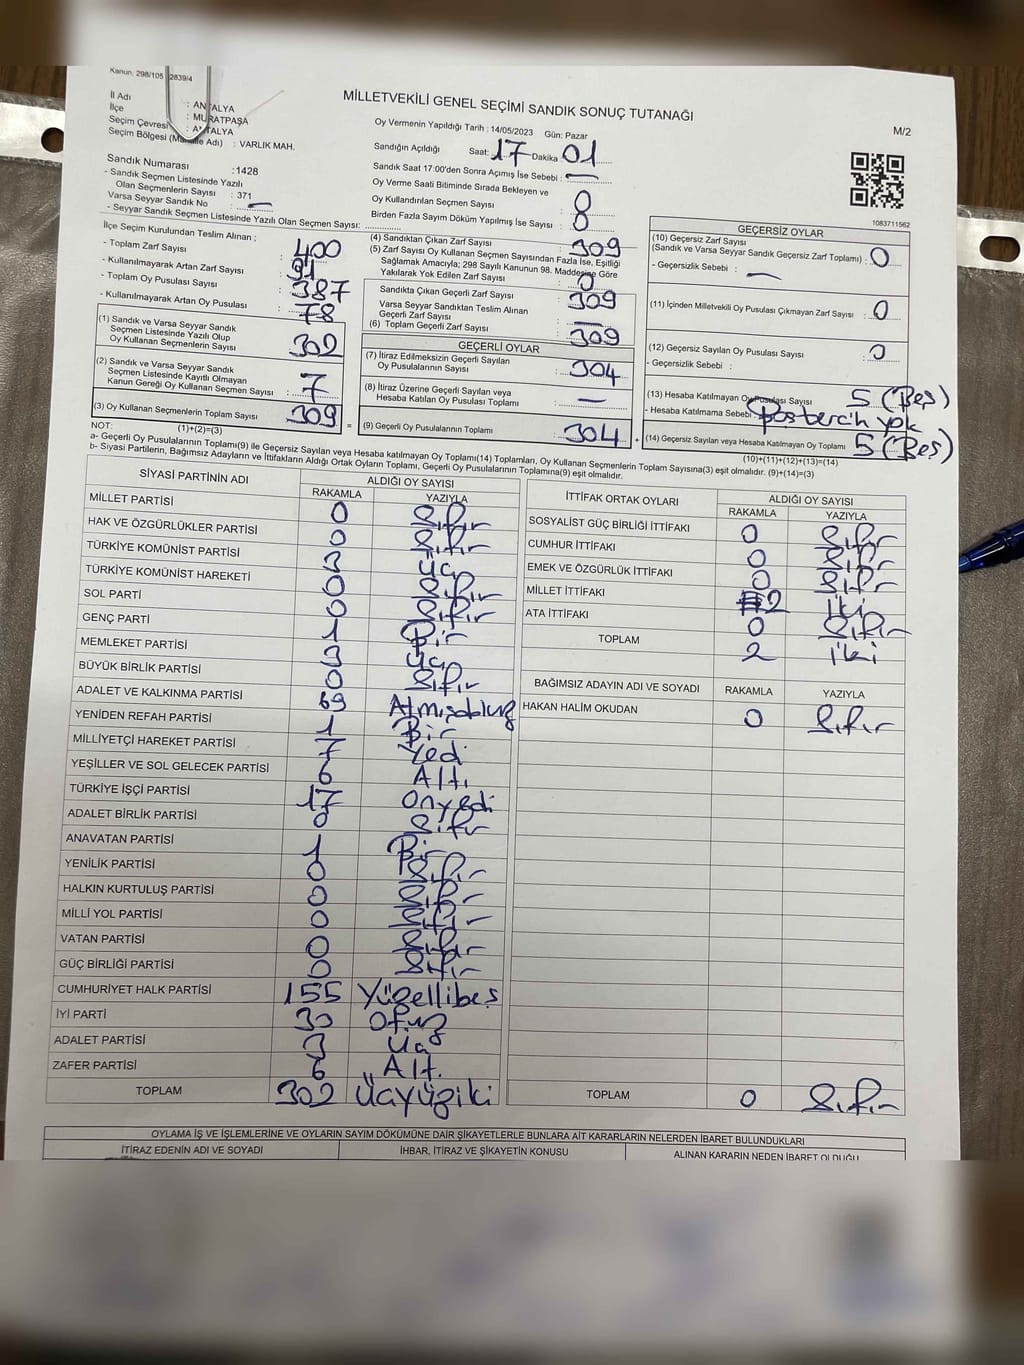 Kanun. 298/105 2839/4
MİLLETVEKİLİ GENEL SEÇİMİ SANDIK SONUÇ TUTANAĞI
M/2
İl Adı : ANTALYA
İlçe : MURATPAŞA
Seçim Çevresi : ANTALYA
Seçim Bölgesi Adı) : VARLIK MAH.
Sandık Numarası :1428
- Sandık Seçmen Listesinde Yazılı
Olan Seçmenlerin Sayısı : 371
Varsa Seyyar Sandık No : —
- Seyyar Sandık Seçmen Listesinde Yazılı Olan Seçmen Sayısı: ..............
Oy Vermenin Yapıldığı Tarih : 14/05/2023 Gün: Pazar
Sandığın Açıldığı Saat: 17 Dakika 01
Sandık Saat 17:00'den Sonra Açımış İse Sebebi : —
Oy Verme Saati Bitiminde Sırada Bekleyen ve
Oy Kullandırılan Seçmen Sayısı : 0
Birden Fazla Sayım Döküm Yapılmış İse Sayısı : 0
1083711562
İlçe Seçim Kurulundan Teslim Alınan ;
- Toplam Zarf Sayısı : 400
- Kullanılmayarak Artan Zarf Sayısı : 91
- Toplam Oy Pusulası Sayısı : 387
- Kullanılmayarak Artan Oy Pusulası : 78
(1) Sandık ve Varsa Seyyar Sandık
Seçmen Listesinde Yazılı Olup
Oy Kullanan Seçmenlerin Sayısı : 302
(2) Sandık ve Varsa Seyyar Sandık
Seçmen Listesinde Kayıtlı Olmayan
Kanun Gereği Oy Kullanan Seçmen Sayısı : 7
(3) Oy Kullanan Seçmenlerin Toplam Sayısı : 309
(4) Sandıktan Çıkan Zarf Sayısı : 309
(5) Zarf Sayısı Oy Kullanan Seçmen Sayısından Fazla İse, Eşitliği
Sağlamak Amacıyla; 298 Sayılı Kanunun 98. Maddesine Göre
Yakılarak Yok Edilen Zarf Sayısı : 0
Sandıkta Çıkan Geçerli Zarf Sayısı : 309
Varsa Seyyar Sandıktan Teslim Alınan
Geçerli Zarf Sayısı : —
(6) Toplam Geçerli Zarf Sayısı : 309
GEÇERLİ OYLAR
(7) İtiraz Edilmeksizin Geçerli Sayılan
Oy Pusulalarının Sayısı : 304
(8) İtiraz Üzerine Geçerli Sayılan veya
Hesaba Katılan Oy Pusulası Toplamı : —
= (9) Geçerli Oy Pusulalarının Toplamı : 304 +
GEÇERSİZ OYLAR
(10) Geçersiz Zarf Sayısı
(Sandık ve Varsa Seyyar Sandık Geçersiz Zarf Toplamı) : 0
- Geçersizlik Sebebi : —
(11) İçinden Milletvekili Oy Pusulası Çıkmayan Zarf Sayısı : 0
(12) Geçersiz Sayılan Oy Pusulası Sayısı : 0
- Geçersizlik Sebebi :
(13) Hesaba Katılmayan Oy Pusulası Sayısı 5 (Beş)
- Hesaba Katılmama Sebebi : yok
(14) Geçersiz Sayılan veya Hesaba Katılmayan Oy Toplamı 5 (Beş)
NOT: (1)+(2)=(3)
(10)+(11)+(12)+(13)=(14)
a- Geçerli Oy Pusulalarının Toplamı(9) ile Geçersiz Sayılan veya Hesaba katılmayan Oy Toplamı(14) Toplamları, Oy Kullanan Seçmenlerin Toplam Sayısına(3) eşit olmalıdır. (9)+(14)=(3)
b- Siyasi Partilerin, Bağımsız Adayların ve İttifakların Aldığı Ortak Oyların Toplamı, Geçerli Oy Pusulalarının Toplamına(9) eşit olmalıdır.
SİYASİ PARTİNİN ADI ALDIĞI OY SAYISI
RAKAMLA YAZIYLA
MİLLET PARTİSİ 0 Sıfır
HAK VE ÖZGÜRLÜKLER PARTİSİ 0 Sıfır
TÜRKİYE KOMÜNİST PARTİSİ 3 Üç
TÜRKİYE KOMÜNİST HAREKETİ 0 Sıfır
SOL PARTİ 0 Sıfır
GENÇ PARTİ 1 Bir
MEMLEKET PARTİSİ 3 Üç
BÜYÜK BİRLİK PARTİSİ 0 Sıfır
ADALET VE KALKINMA PARTİSİ 69
YENİDEN REFAH PARTİSİ 1 Bir
MİLLİYETÇİ HAREKET PARTİSİ 7 Yedi
YEŞİLLER VE SOL GELECEK PARTİSİ 6 Altı
TÜRKİYE İŞÇİ PARTİSİ 17 Onyedi
ADALET BİRLİK PARTİSİ 0 Sıfır
ANAVATAN PARTİSİ 1 Bir
YENİLİK PARTİSİ 0 Sıfır
HALKIN KURTULUŞ PARTİSİ 0 Sıfır
MİLLİ YOL PARTİSİ 0 Sıfır
VATAN PARTİSİ 0 Sıfır
GÜÇ BİRLİĞİ PARTİSİ 0 Sıfır
CUMHURİYET HALK PARTİSİ 155 Yüzellibeş
İYİ PARTİ 30 Otuz
ADALET PARTİSİ 3 Üç
ZAFER PARTİSİ 6 Altı
TOPLAM 302 Üçyüziki
İTTİFAK ORTAK OYLARI ALDIĞI OY SAYISI
RAKAMLA YAZIYLA
SOSYALİST GÜÇ BİRLİĞİ İTTİFAKI 0 Sıfır
CUMHUR İTTİFAKI 0 Sıfır
EMEK VE ÖZGÜRLÜK İTTİFAKI 0 Sıfır
MİLLET İTTİFAKI 2 İki
ATA İTTİFAKI 0 Sıfır
TOPLAM 2 İki
BAĞIMSIZ ADAYIN ADI VE SOYADI RAKAMLA YAZIYLA
HAKAN HALİM OKUDAN 0 Sıfır
TOPLAM 0 Sıfır
OYLAMA İŞ VE İŞLEMLERİNE VE OYLARIN SAYIM DÖKÜMÜNE DAİR ŞİKAYETLERLE BUNLARA AİT KARARLARIN NELERDEN İBARET BULUNDUKLARI
İTİRAZ EDENİN ADI VE SOYADI İHBAR, İTİRAZ VE ŞİKAYETİN KONUSU ALINAN KARARIN NEDEN İBARET OLDUĞU